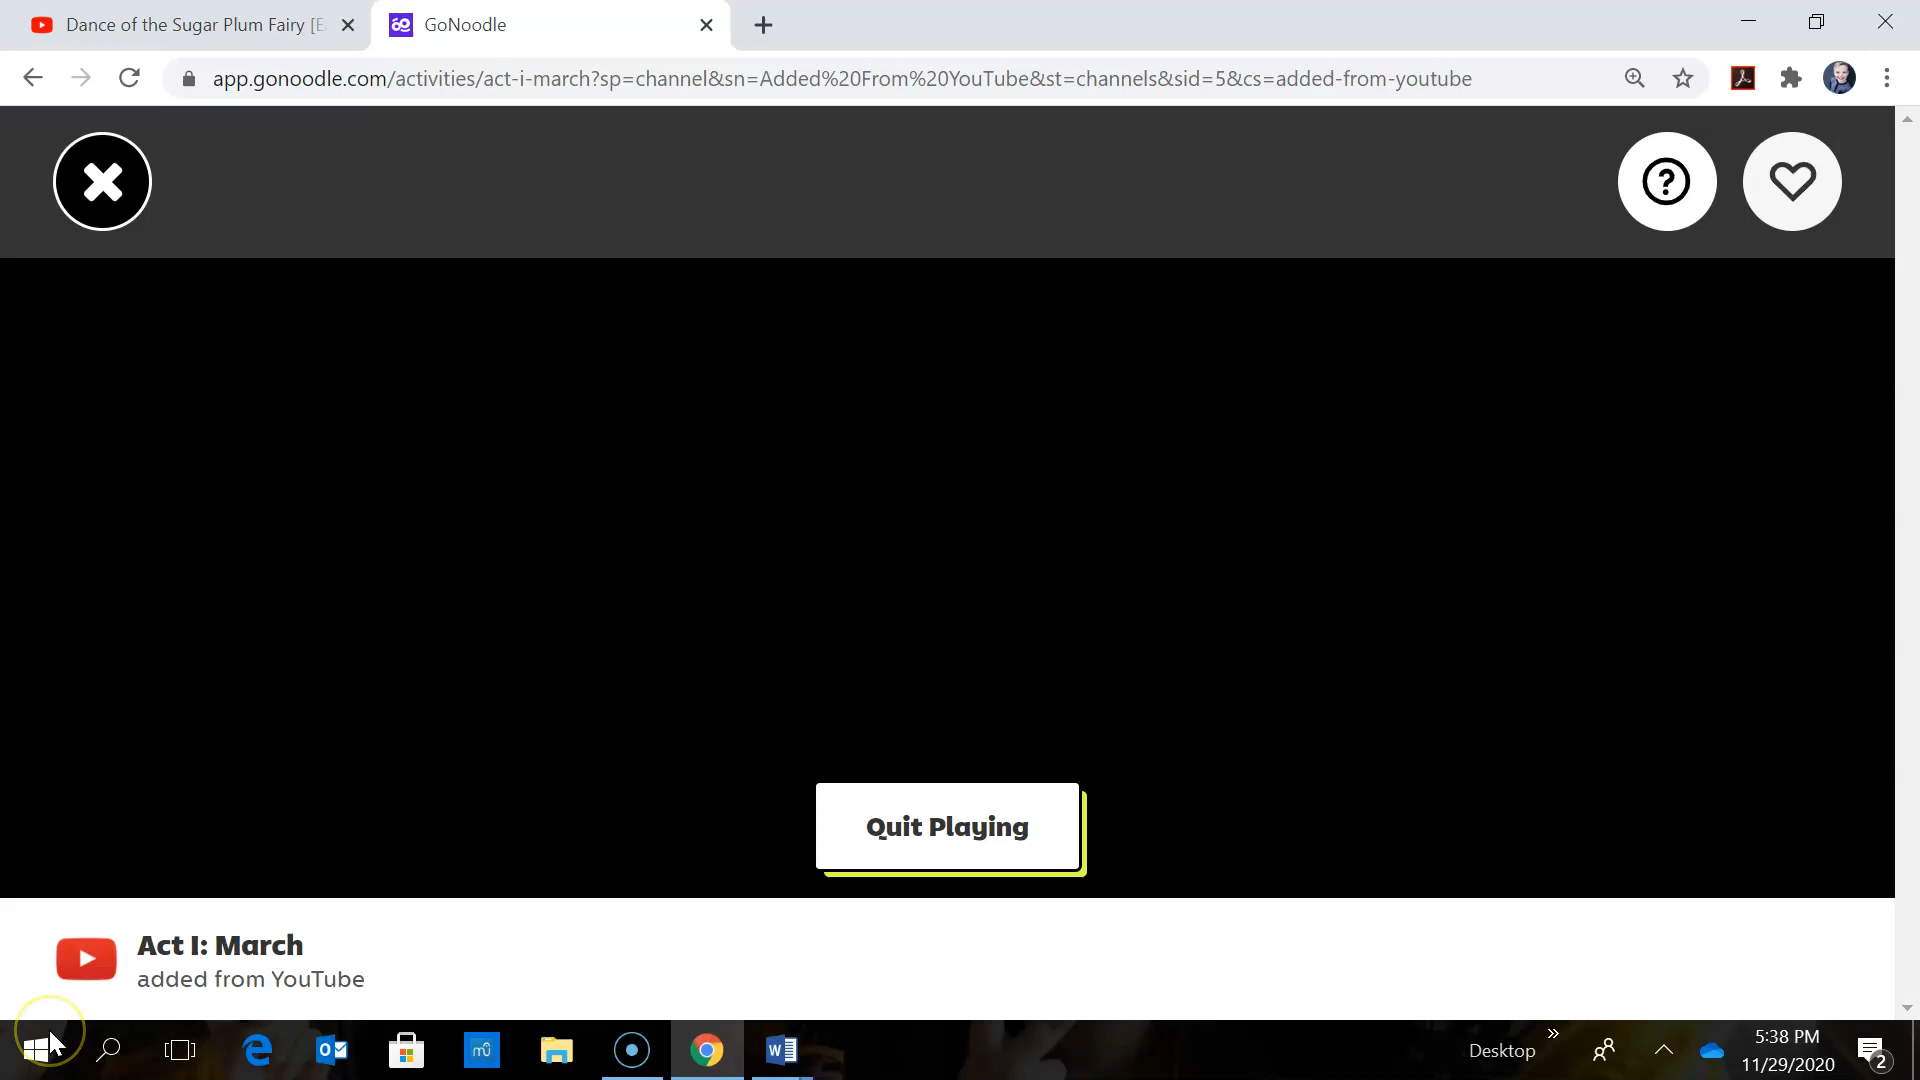 Dance of the Sugar Plum Fairy [E
GoNoodle
app.gonoodle.com/activities/act-i-march?sp=channel&sn=Added%20From%20YouTube&st=channels&sid=5&cs=added-from-youtube
Quit Playing
Act I: March
added from YouTube
Desktop
5:38 PM
11/29/2020
2